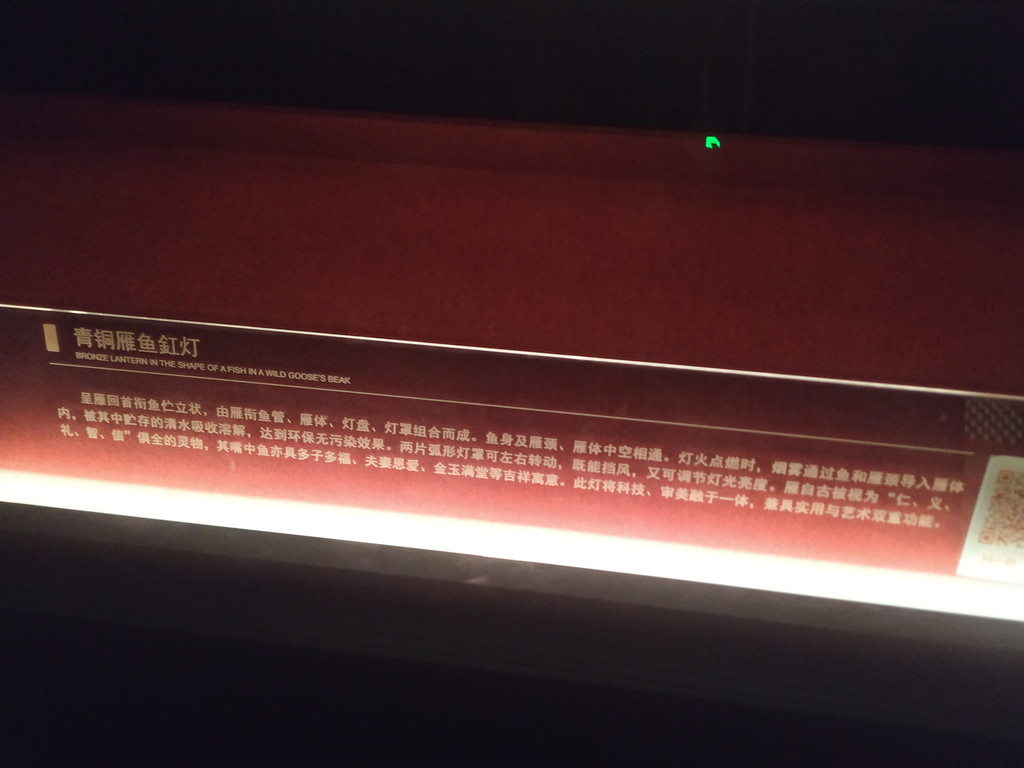 青铜雁鱼釭灯
BRONZE LANTERN IN THE SHAPE OF A FISH IN A WILD GOOSE'S BEAK
呈雁回首衔鱼伫立状，由雁衔鱼管、雁体、灯盘、灯罩组合而成。鱼身及雁颈、雁体中空相通。灯火点燃时，烟雾通过鱼和雁颈导入雁体
内，被其中贮存的清水吸收溶解，达到环保无污染效果。两片弧形灯罩可左右转动，既能挡风，又可调节灯光亮度。雁自古被视为“仁、义、
礼、智、信”俱全的灵物，其嘴中鱼亦具多子多福、夫妻恩爱、金玉满堂等吉祥寓意。此灯将科技、审美融于一体，兼具实用与艺术双重功能。